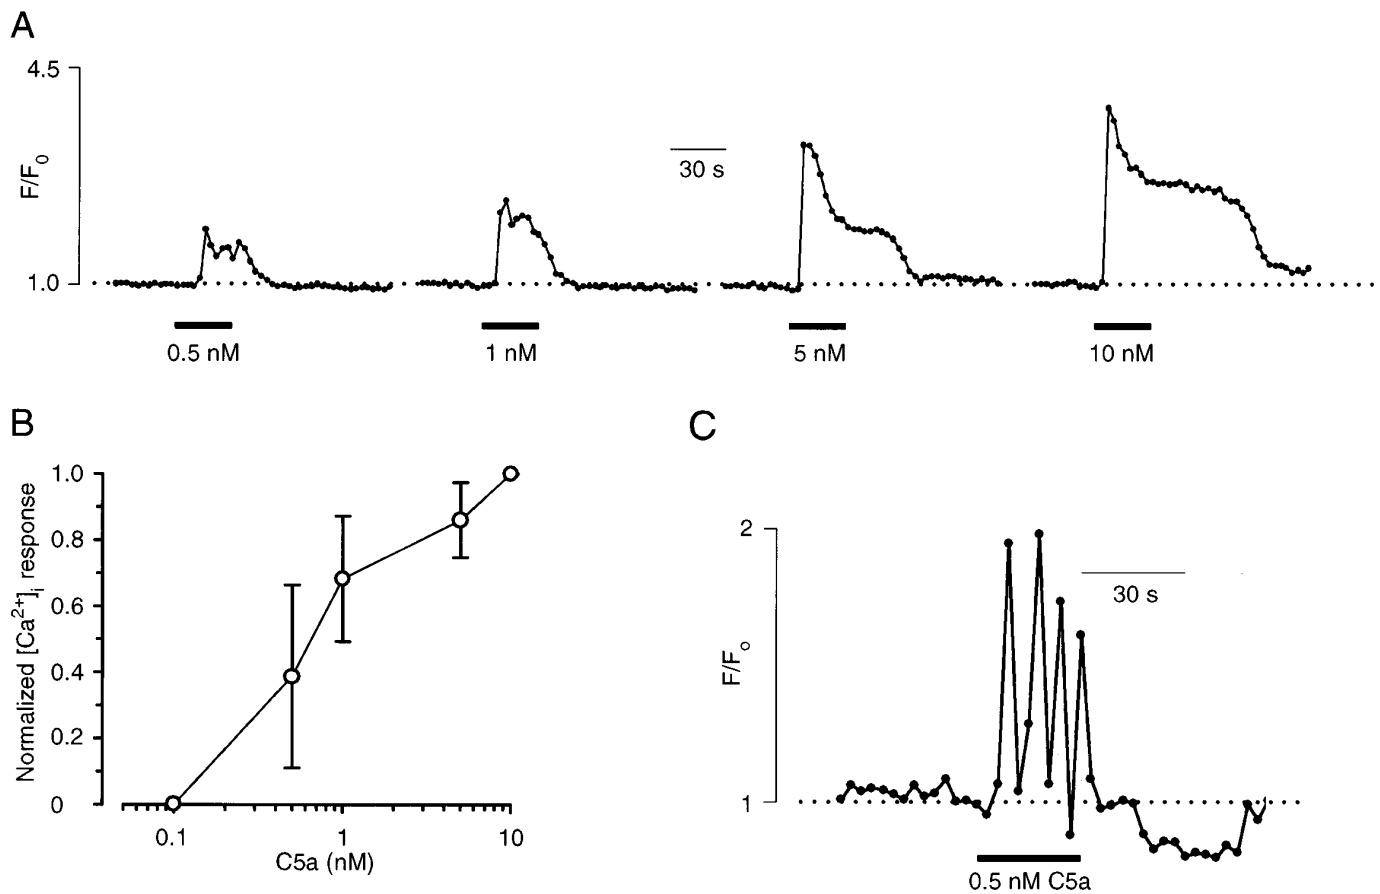 A
4.5
F/F0
1.0
30 s
0.5 nM
1 nM
5 nM
10 nM
B
Normalized [Ca2+]i response
1.0
0.8
0.6
0.4
0.2
0
0.1
1
10
C5a (nM)
C
2
F/Fo
1
30 s
0.5 nM C5a